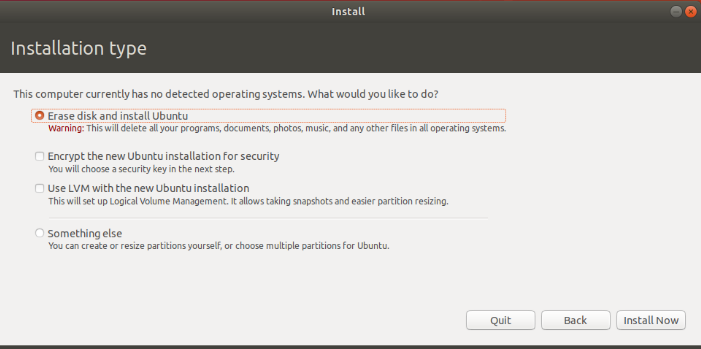 Install
Installation type
This computer currently has no detected operating systems. What would you like to do?
Erase disk and install Ubuntu
Warning: This will delete all your programs, documents, photos, music, and any other files in all operating systems.
Encrypt the new Ubuntu installation for security
You will choose a security key in the next step.
Use LVM with the new Ubuntu installation
This will set up Logical Volume Management. It allows taking snapshots and easier partition resizing.
Something else
You can create or resize partitions yourself, or choose multiple partitions for Ubuntu.
Quit Back Install Now